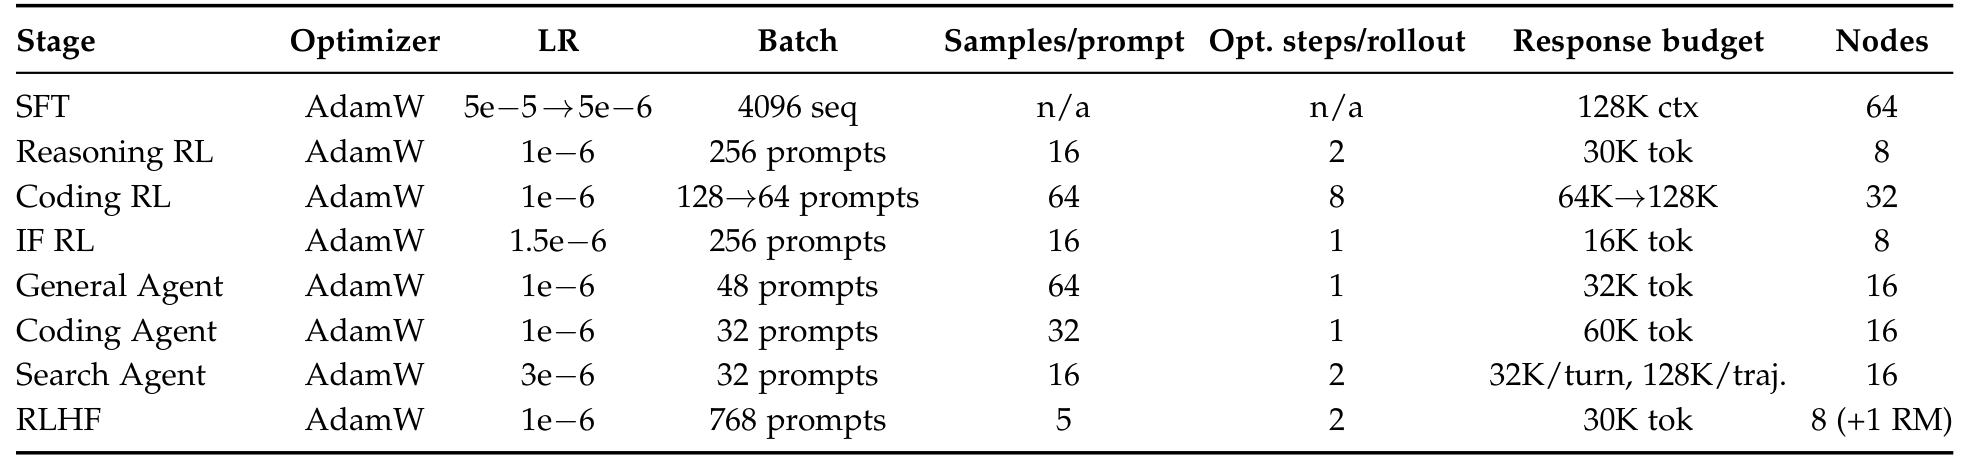 Stage Optimizer LR Batch Samples/prompt Opt. steps/rollout Response budget Nodes
SFT AdamW 5e−5→5e−6 4096 seq n/a n/a 128K ctx 64
Reasoning RL AdamW 1e−6 256 prompts 16 2 30K tok 8
Coding RL AdamW 1e−6 128→64 prompts 64 8 64K→128K 32
IF RL AdamW 1.5e−6 256 prompts 16 1 16K tok 8
General Agent AdamW 1e−6 48 prompts 64 1 32K tok 16
Coding Agent AdamW 1e−6 32 prompts 32 1 60K tok 16
Search Agent AdamW 3e−6 32 prompts 16 2 32K/turn, 128K/traj. 16
RLHF AdamW 1e−6 768 prompts 5 2 30K tok 8 (+1 RM)